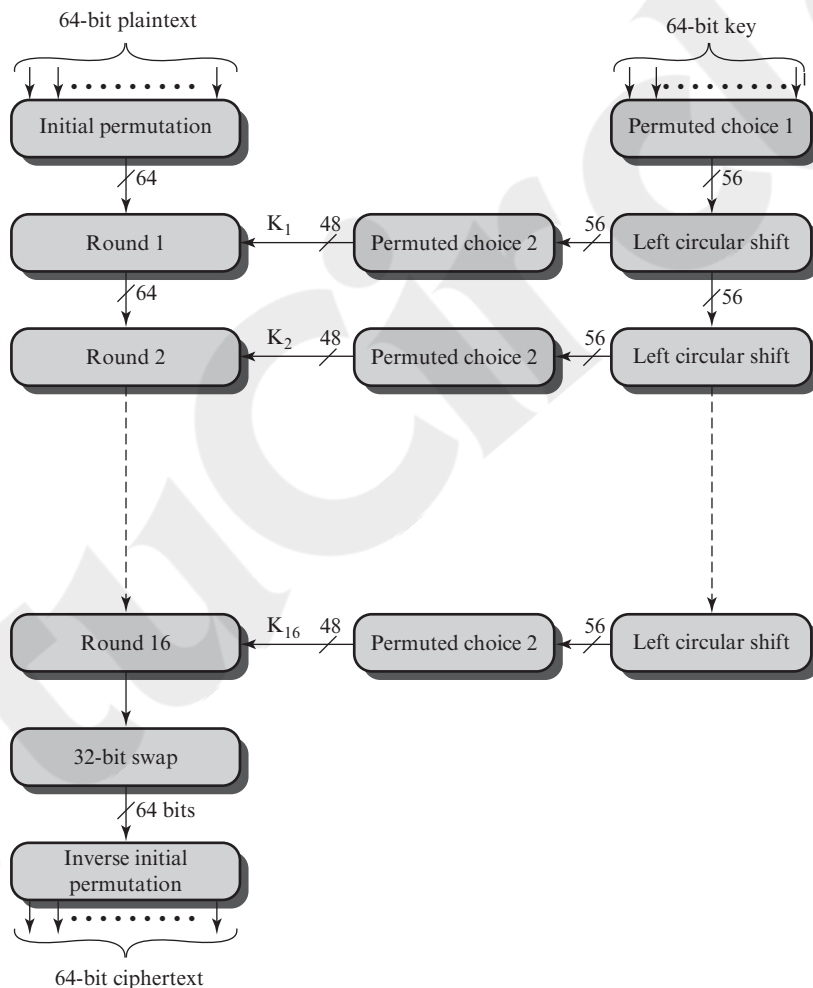 64-bit plaintext
64-bit key
Initial permutation
Permuted choice 1
64
56
Round 1
K1
48
Permuted choice 2
56
Left circular shift
64
56
Round 2
K2
48
Permuted choice 2
56
Left circular shift
Round 16
K16
48
Permuted choice 2
56
Left circular shift
32-bit swap
64 bits
Inverse initial
permutation
64-bit ciphertext